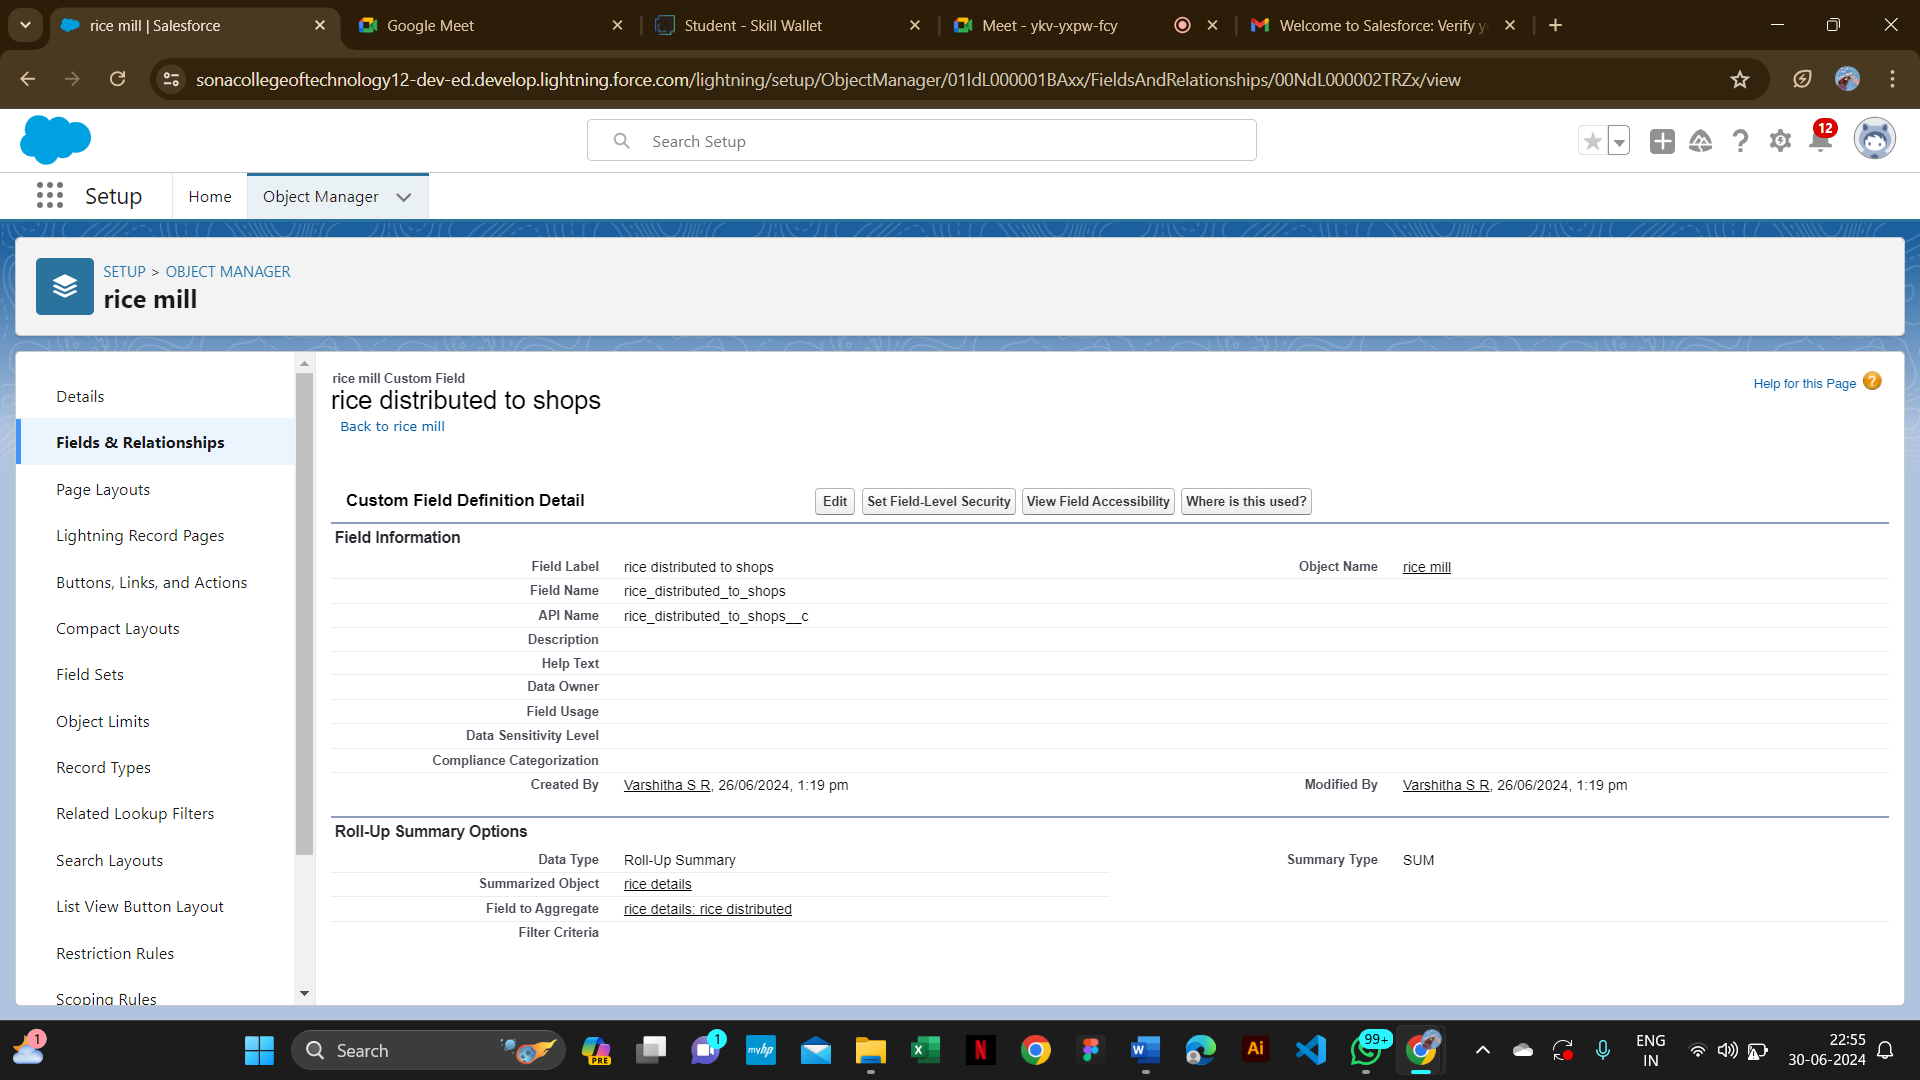 rice mill | Salesforce
Google Meet
Student - Skill Wallet
Meet - ykv-yxpw-fcy
Welcome to Salesforce: Verify y
sonacollegeoftechnology12-dev-ed.develop.lightning.force.com/lightning/setup/ObjectManager/01IdL000001BAxx/FieldsAndRelationships/00NdL000002TRZx/view
Search Setup
12
Setup
Home
Object Manager
SETUP > OBJECT MANAGER
rice mill
Details
Fields & Relationships
Page Layouts
Lightning Record Pages
Buttons, Links, and Actions
Compact Layouts
Field Sets
Object Limits
Record Types
Related Lookup Filters
Search Layouts
List View Button Layout
Restriction Rules
Scoping Rules
rice mill Custom Field
rice distributed to shops
Back to rice mill
Help for this Page ?
Custom Field Definition Detail
Edit
Set Field-Level Security
View Field Accessibility
Where is this used?
Field Information
Field Label rice distributed to shops Object Name rice mill
Field Name rice_distributed_to_shops
API Name rice_distributed_to_shops__c
Description
Help Text
Data Owner
Field Usage
Data Sensitivity Level
Compliance Categorization
Created By Varshitha S R, 26/06/2024, 1:19 pm Modified By Varshitha S R, 26/06/2024, 1:19 pm
Roll-Up Summary Options
Data Type Roll-Up Summary Summary Type SUM
Summarized Object rice details
Field to Aggregate rice details: rice distributed
Filter Criteria
1
Search
PRE
1
myhp
N
Ai
99+
ENG
IN
22:55
30-06-2024